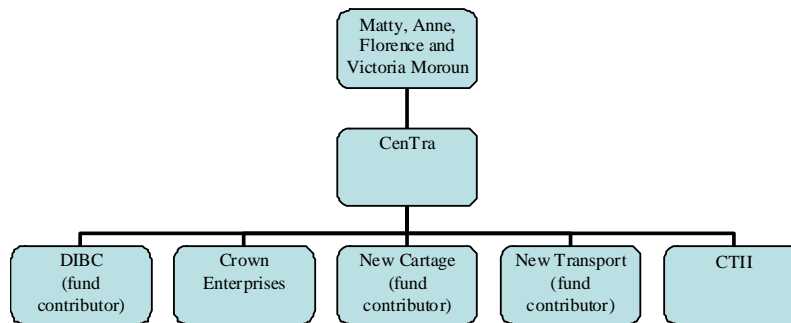 Matty, Anne,
Florence and
Victoria Moroun
CenTra
DIBC
(fund
contributor)
Crown
Enterprises
New Cartage
(fund
contributor)
New Transport
(fund
contributor)
CTII